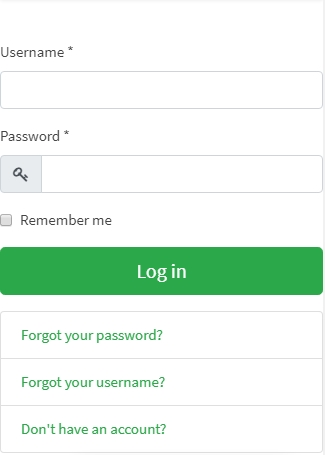 Username *
Password *
Remember me
Log in
Forgot your password?
Forgot your username?
Don't have an account?